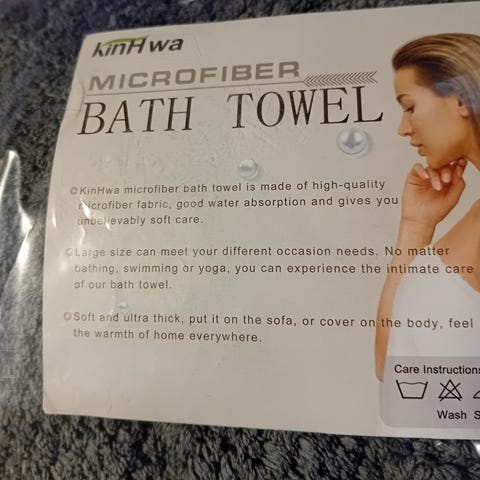 kinHwa
MICROFIBER
BATH TOWEL
KinHwa microfiber bath towel is made of high-quality
microfiber fabric, good water absorption and gives you
unbelievably soft care.
Large size can meet your different occasion needs. No matter
bathing, swimming or yoga, you can experience the intimate care
of our bath towel.
Soft and ultra thick, put it on the sofa, or cover on the body, feel
the warmth of home everywhere.
Care Instructions
Wash S